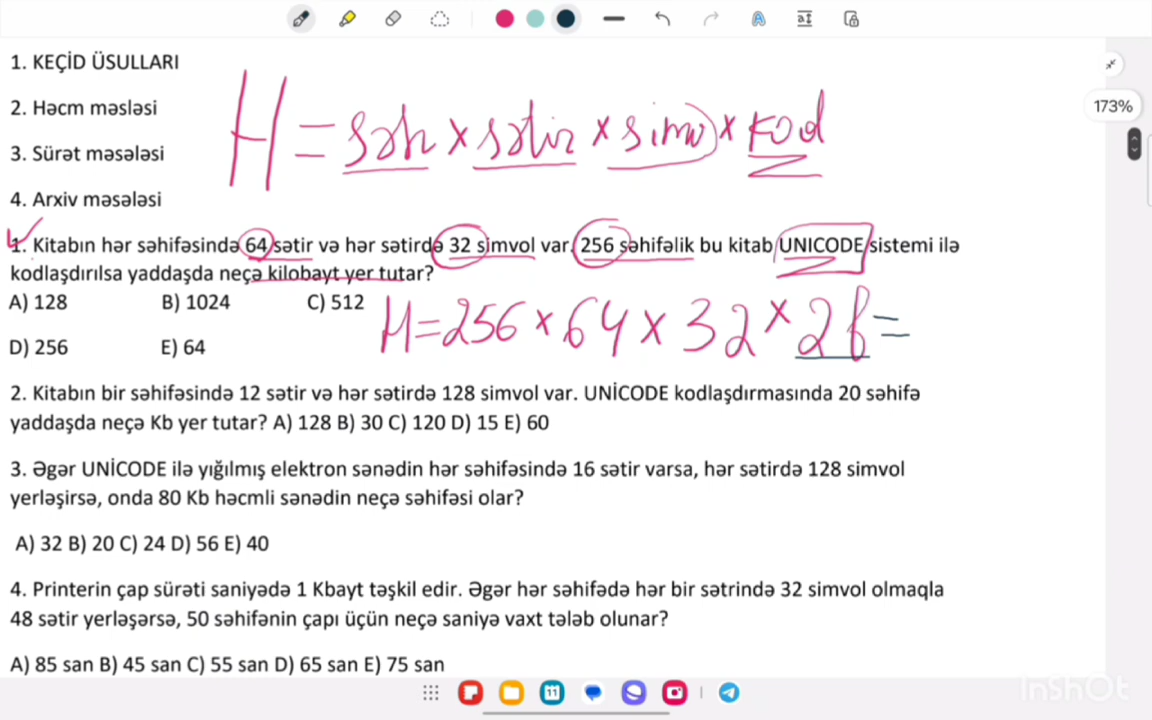 1. KEÇİD ÜSULLARI
2. Həcm məsləsi
H = səh × sətir × simv × kod
173%
3. Sürət məsələsi
4. Arxiv məsələsi
1. Kitabın hər səhifəsində 64 sətir və hər sətirdə 32 simvol var. 256 səhifəlik bu kitab UNICODE sistemi ilə
kodlaşdırılsa yaddaşda neçə kilobayt yer tutar?
A) 128 B) 1024 C) 512
H = 256 × 64 × 32 × 2b =
D) 256 E) 64
2. Kitabın bir səhifəsində 12 sətir və hər sətirdə 128 simvol var. UNİCODE kodlaşdırmasında 20 səhifə
yaddaşda neçə Kb yer tutar? A) 128 B) 30 C) 120 D) 15 E) 60
3. Əgər UNİCODE ilə yığılmış elektron sənədin hər səhifəsində 16 sətir varsa, hər sətirdə 128 simvol
yerləşirsə, onda 80 Kb həcmli sənədin neçə səhifəsi olar?
A) 32 B) 20 C) 24 D) 56 E) 40
4. Printerin çap sürəti saniyədə 1 Kbayt təşkil edir. Əgər hər səhifədə hər bir sətrində 32 simvol olmaqla
48 sətir yerləşərsə, 50 səhifənin çapı üçün neçə saniyə vaxt tələb olunar?
A) 85 san B) 45 san C) 55 san D) 65 san E) 75 san
InShOt